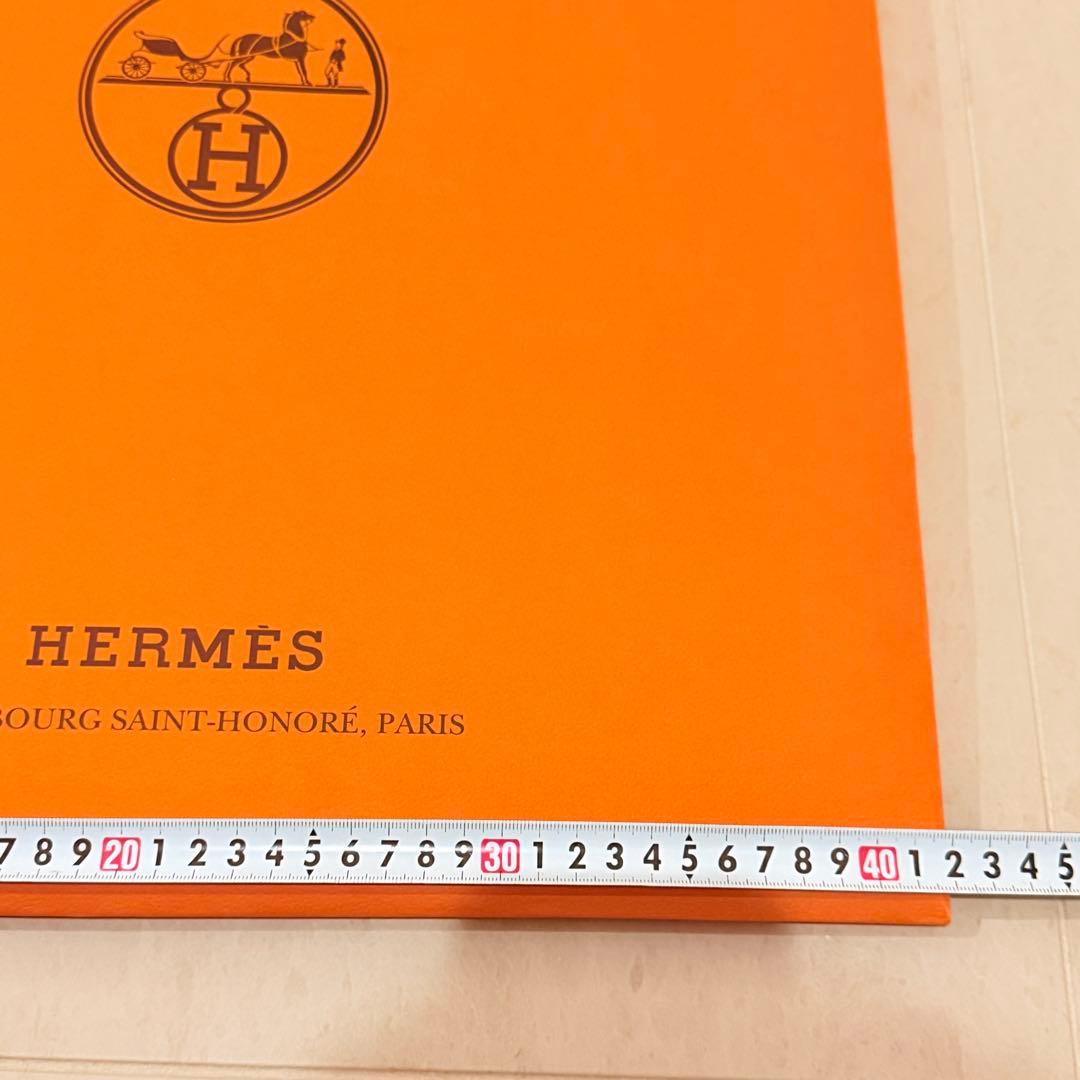 H
HERMÈS
BOURG SAINT-HONORÉ, PARIS
7 8 9 20 1 2 3 4 5 6 7 8 9 30 1 2 3 4 5 6 7 8 9 40 1 2 3 4 5